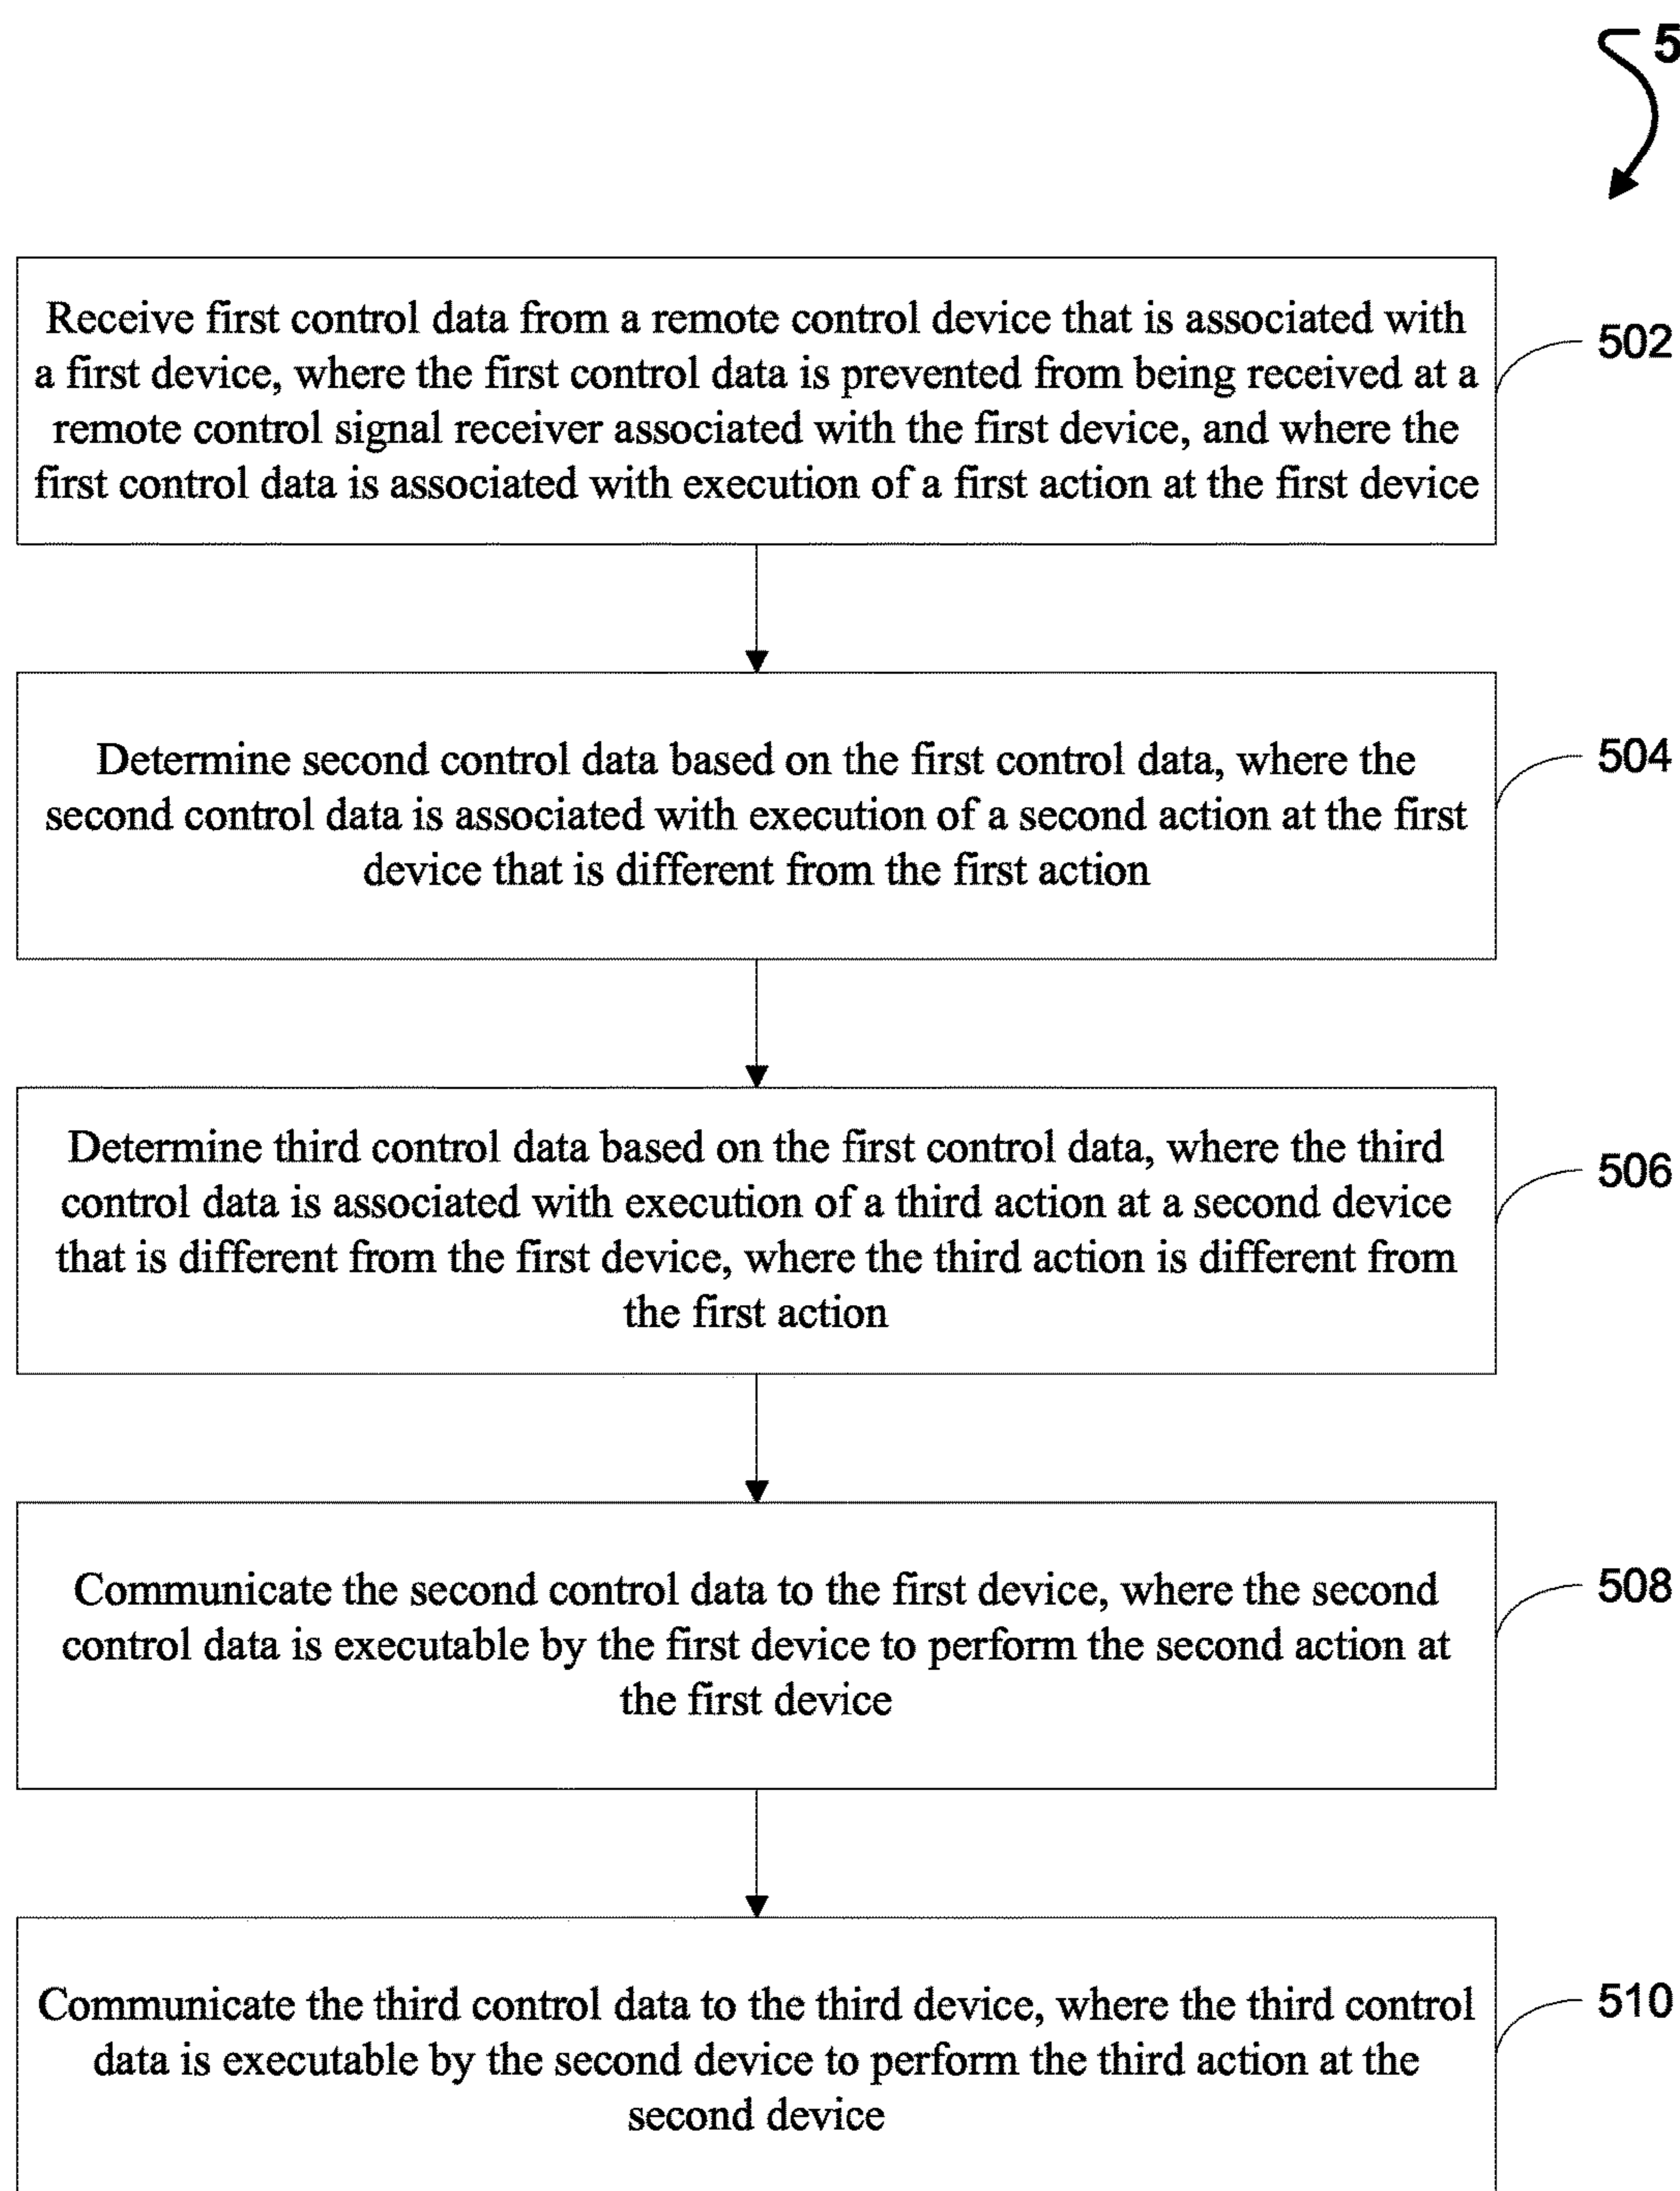 5
Receive first control data from a remote control device that is associated with
a first device, where the first control data is prevented from being received at a
remote control signal receiver associated with the first device, and where the
first control data is associated with execution of a first action at the first device
502
Determine second control data based on the first control data, where the
second control data is associated with execution of a second action at the first
device that is different from the first action
504
Determine third control data based on the first control data, where the third
control data is associated with execution of a third action at a second device
that is different from the first device, where the third action is different from
the first action
506
Communicate the second control data to the first device, where the second
control data is executable by the first device to perform the second action at
the first device
508
Communicate the third control data to the third device, where the third control
data is executable by the second device to perform the third action at the
second device
510